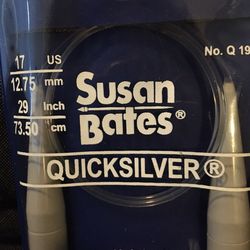 17 US
12.75 mm
29 Inch
73.50 cm
No. Q 19
Susan
Bates®
QUICKSILVER®